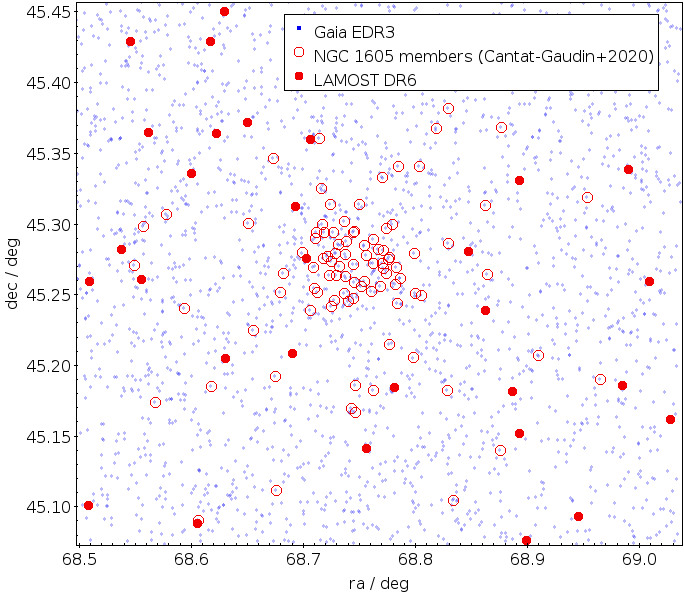 45.45
45.40
45.35
45.30
45.25
45.20
45.15
45.10
dec / deg
Gaia EDR3
NGC 1605 members (Cantat-Gaudin+2020)
LAMOST DR6
68.5 68.6 68.7 68.8 68.9 69.0
ra / deg